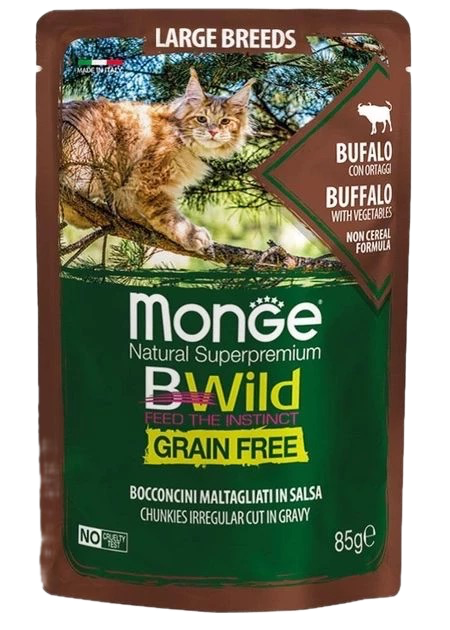 LARGE BREEDS
MADE IN ITALY
BUFALO
CON ORTAGGI
BUFFALO
WITH VEGETABLES
NON CEREAL
FORMULA
MONGE®
Natural Superpremium
BWild
FEED THE INSTINCT
GRAIN FREE
BOCCONCINI MALTAGLIATI IN SALSA
CHUNKIES IRREGULAR CUT IN GRAVY
NO CRUELTY
TEST
85g℮